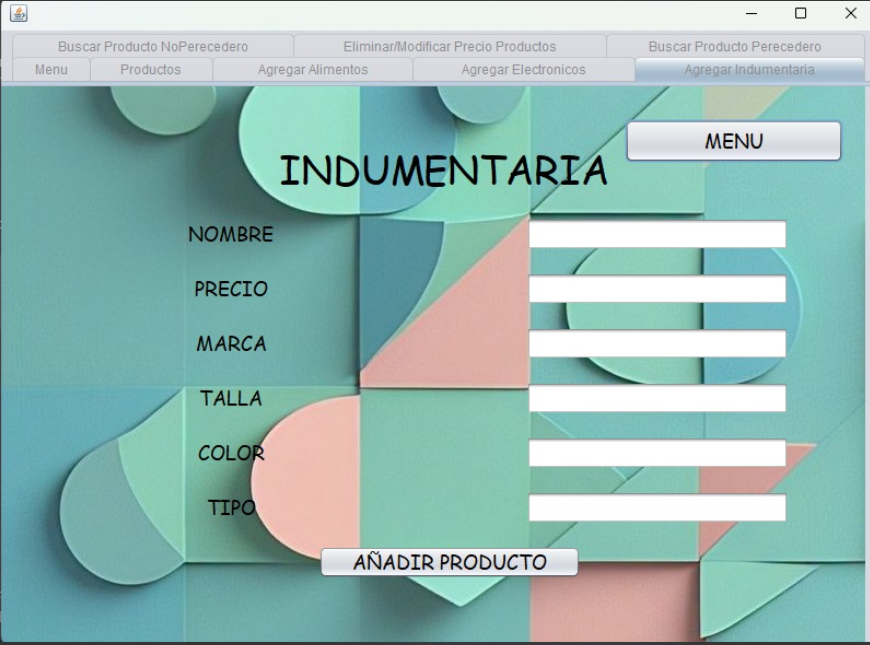 Buscar Producto NoPerecedero Eliminar/Modificar Precio Productos Buscar Producto Perecedero
Menu Productos Agregar Alimentos Agregar Electronicos Agregar Indumentaria
MENU
INDUMENTARIA
NOMBRE
PRECIO
MARCA
TALLA
COLOR
TIPO
AÑADIR PRODUCTO